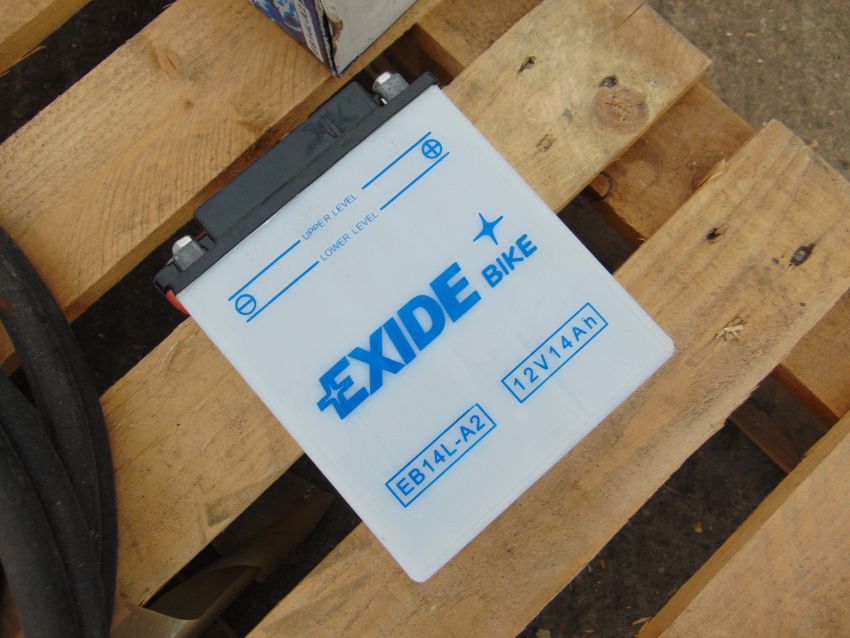 UPPER LEVEL
LOWER LEVEL
EXIDE BIKE
EB14L-A2
12V14Ah